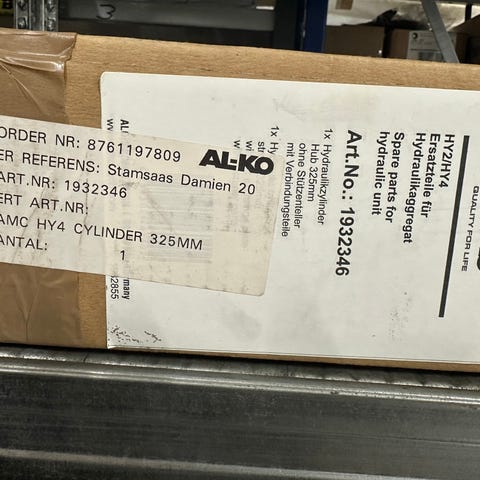 ORDER NR: 8761197809
ER REFERENS: Stamsaas Damien 20
ART.NR: 1932346
ERT ART.NR:
AMC HY4 CYLINDER 325MM
ANTAL: 1
AL-KO
HY2/HY4
Ersatzteile für
Hydraulikaggregat
Spare parts for
hydraulic unit
Art.No.: 1932346
1x Hydraulikzylinder
Hub 325mm
ohne Stützenteller
mit Verbindungsteile
1x Hy
QUALITY FOR LIFE